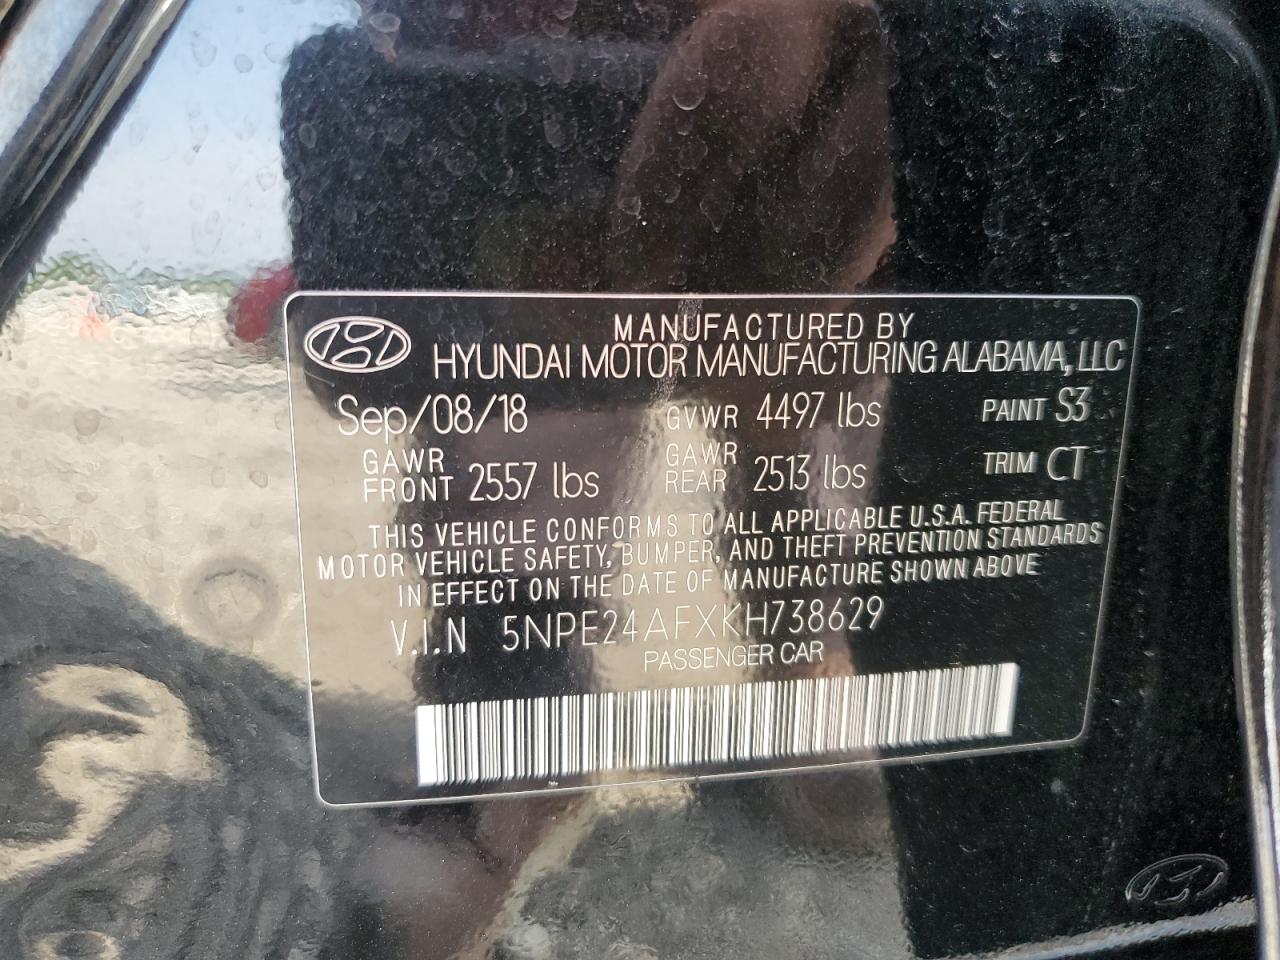 MANUFACTURED BY
HYUNDAI MOTOR MANUFACTURING ALABAMA, LLC
Sep/08/18 GVWR 4497 lbs PAINT S3
GAWR FRONT 2557 lbs GAWR REAR 2513 lbs TRIM CT
THIS VEHICLE CONFORMS TO ALL APPLICABLE U.S.A. FEDERAL
MOTOR VEHICLE SAFETY, BUMPER, AND THEFT PREVENTION STANDARDS
IN EFFECT ON THE DATE OF MANUFACTURE SHOWN ABOVE
V.I.N 5NPE24AFXKH738629
PASSENGER CAR